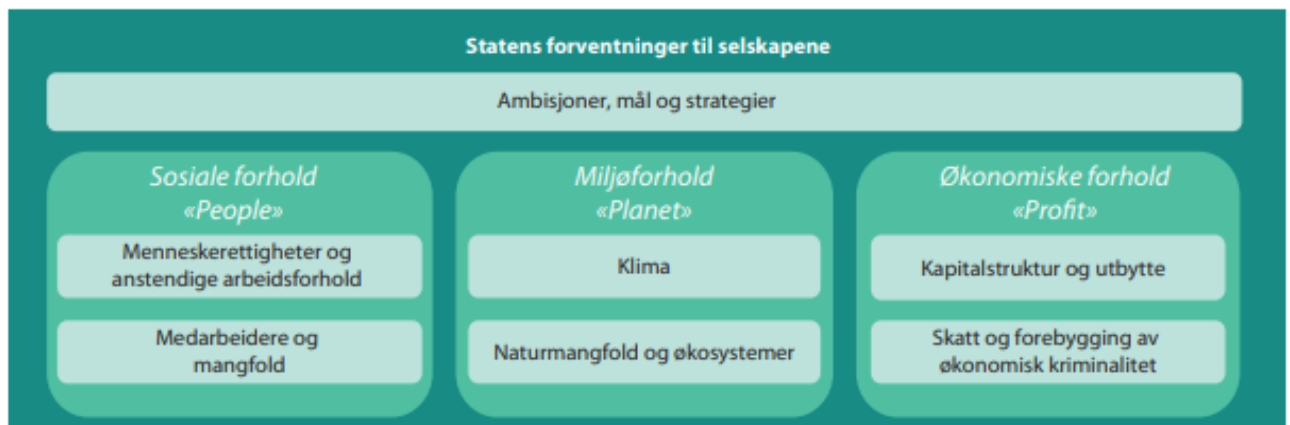 Statens forventninger til selskapene
Ambisjoner, mål og strategier
Sosiale forhold
«People»
Menneskerettigheter og
anstendige arbeidsforhold
Medarbeidere og
mangfold
Miljøforhold
«Planet»
Klima
Naturmangfold og økosystemer
Økonomiske forhold
«Profit»
Kapitalstruktur og utbytte
Skatt og forebygging av
økonomisk kriminalitet